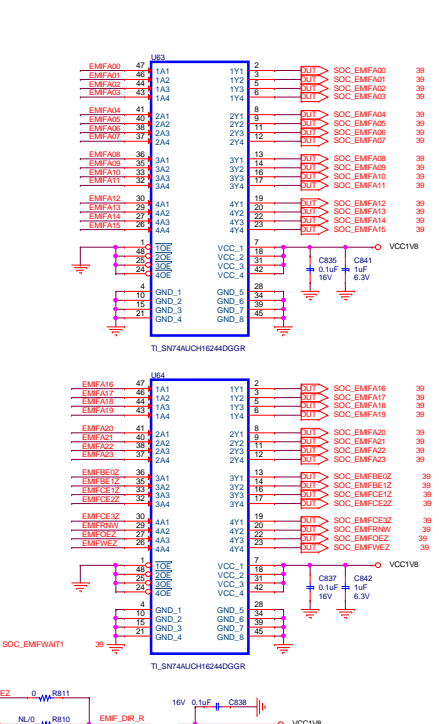 U63
EMIFA00 47 1A1 1Y1 2 OUT SOC_EMIFA00 39
EMIFA01 46 1A2 1Y2 3 OUT SOC_EMIFA01 39
EMIFA02 44 1A3 1Y3 5 OUT SOC_EMIFA02 39
EMIFA03 43 1A4 1Y4 6 OUT SOC_EMIFA03 39
EMIFA04 41 2A1 2Y1 8 OUT SOC_EMIFA04 39
EMIFA05 40 2A2 2Y2 9 OUT SOC_EMIFA05 39
EMIFA06 38 2A3 2Y3 11 OUT SOC_EMIFA06 39
EMIFA07 37 2A4 2Y4 12 OUT SOC_EMIFA07 39
EMIFA08 36 3A1 3Y1 13 OUT SOC_EMIFA08 39
EMIFA09 35 3A2 3Y2 14 OUT SOC_EMIFA09 39
EMIFA10 33 3A3 3Y3 16 OUT SOC_EMIFA10 39
EMIFA11 32 3A4 3Y4 17 OUT SOC_EMIFA11 39
EMIFA12 30 4A1 4Y1 19 OUT SOC_EMIFA12 39
EMIFA13 29 4A2 4Y2 20 OUT SOC_EMIFA13 39
EMIFA14 27 4A3 4Y3 22 OUT SOC_EMIFA14 39
EMIFA15 26 4A4 4Y4 23 OUT SOC_EMIFA15 39
1 1OE VCC_1 7 VCC1V8
48 2OE VCC_2 18
25 3OE VCC_3 31
24 4OE VCC_4 42
C835 0.1uF 16V
C841 1uF 6.3V
4 GND_1 GND_5 28
10 GND_2 GND_6 34
15 GND_3 GND_7 39
21 GND_4 GND_8 45
TI_SN74AUCH16244DGGR
U64
EMIFA16 47 1A1 1Y1 2 OUT SOC_EMIFA16 39
EMIFA17 46 1A2 1Y2 3 OUT SOC_EMIFA17 39
EMIFA18 44 1A3 1Y3 5 OUT SOC_EMIFA18 39
EMIFA19 43 1A4 1Y4 6 OUT SOC_EMIFA19 39
EMIFA20 41 2A1 2Y1 8 OUT SOC_EMIFA20 39
EMIFA21 40 2A2 2Y2 9 OUT SOC_EMIFA21 39
EMIFA22 38 2A3 2Y3 11 OUT SOC_EMIFA22 39
EMIFA23 37 2A4 2Y4 12 OUT SOC_EMIFA23 39
EMIFBE0Z 36 3A1 3Y1 13 OUT SOC_EMIFBE0Z 39
EMIFBE1Z 35 3A2 3Y2 14 OUT SOC_EMIFBE1Z 39
EMIFCE1Z 33 3A3 3Y3 16 OUT SOC_EMIFCE1Z 39
EMIFCE2Z 32 3A4 3Y4 17 OUT SOC_EMIFCE2Z 39
EMIFCE3Z 30 4A1 4Y1 19 OUT SOC_EMIFCE3Z 39
EMIFRNW 29 4A2 4Y2 20 OUT SOC_EMIFRNW 39
EMIFOEZ 27 4A3 4Y3 22 OUT SOC_EMIFOEZ 39
EMIFWEZ 26 4A4 4Y4 23 OUT SOC_EMIFWEZ 39
1 1OE VCC_1 7 VCC1V8
48 2OE VCC_2 18
25 3OE VCC_3 31
24 4OE VCC_4 42
C837 0.1uF 16V
C842 1uF 6.3V
4 GND_1 GND_5 28
10 GND_2 GND_6 34
15 GND_3 GND_7 39
21 GND_4 GND_8 45
SOC_EMIFWAIT1 39
TI_SN74AUCH16244DGGR
EZ 0 R811
16V 0.1uF C838
NL/0 R810 EMIF_DIR_R
VCC1V8